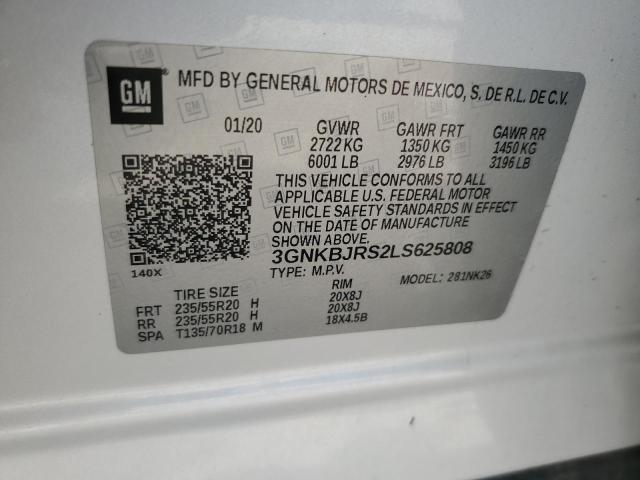 GM
MFD BY GENERAL MOTORS DE MEXICO, S. DE R.L. DE C.V.
01/20 GVWR GAWR FRT GAWR RR
2722 KG 1350 KG 1450 KG
6001 LB 2976 LB 3196 LB
THIS VEHICLE CONFORMS TO ALL
APPLICABLE U.S. FEDERAL MOTOR
VEHICLE SAFETY STANDARDS IN EFFECT
ON THE DATE OF MANUFACTURE
SHOWN ABOVE.
3GNKBJRS2LS625808
140X
TYPE: M.P.V. MODEL: 281NK26
TIRE SIZE RIM
FRT 235/55R20 H 20X8J
RR 235/55R20 H 20X8J
SPA T135/70R18 M 18X4.5B